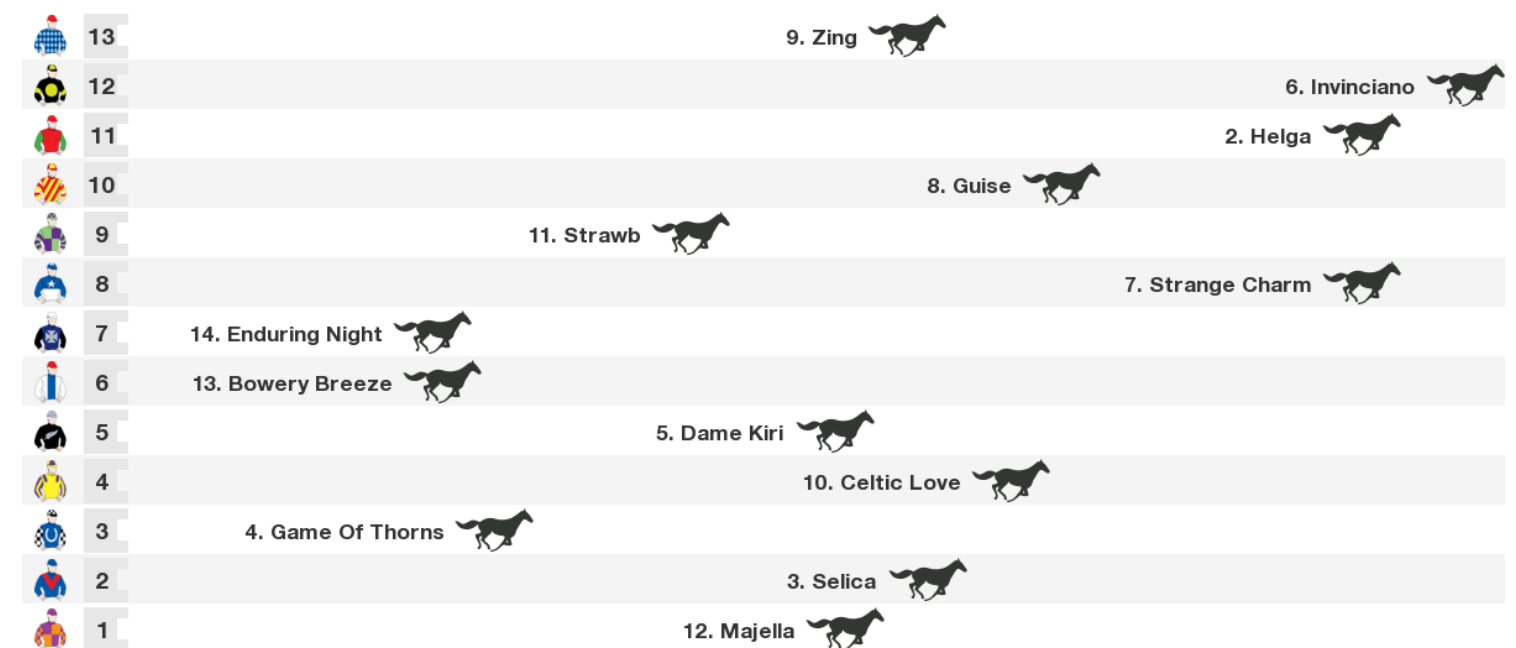 13 9. Zing
12 6. Invinciano
11 2. Helga
10 8. Guise
9 11. Strawb
8 7. Strange Charm
7 14. Enduring Night
6 13. Bowery Breeze
5 5. Dame Kiri
4 10. Celtic Love
3 4. Game Of Thorns
2 3. Selica
1 12. Majella